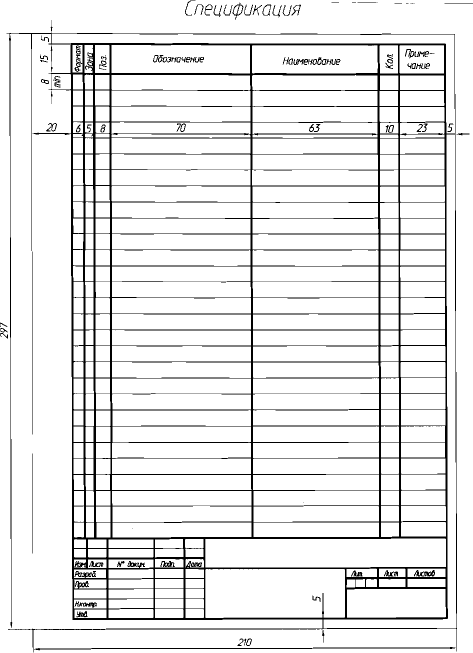 Спецификация
5
15
8 min
Формат Зона Поз. Обозначение Наименование Кол. Приме-
чание
20 6 5 8 70 63 10 23 5
297
Изм. Лист № докум. Подп. Дата
Разраб.
Пров.
Н.контр.
Утв.
Лит. Лист Листов
5
210